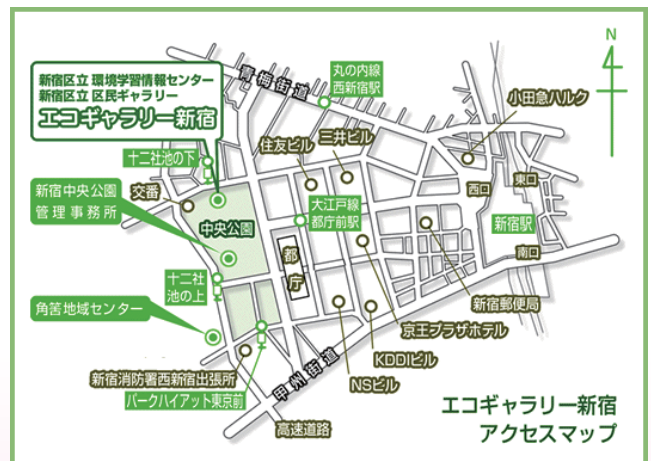 N
新宿区立 環境学習情報センター
新宿区立 区民ギャラリー
エコギャラリー新宿
青梅街道
丸の内線
西新宿駅
小田急ハルク
住友ビル
三井ビル
十二社池の下
交番
新宿中央公園
管理事務所
中央公園
大江戸線
都庁前駅
西口
東口
新宿駅
南口
都庁
十二社
池の上
角筈地域センター
新宿郵便局
京王プラザホテル
KDDIビル
NSビル
新宿消防署西新宿出張所
パークハイアット東京前
甲州街道
高速道路
エコギャラリー新宿
アクセスマップ